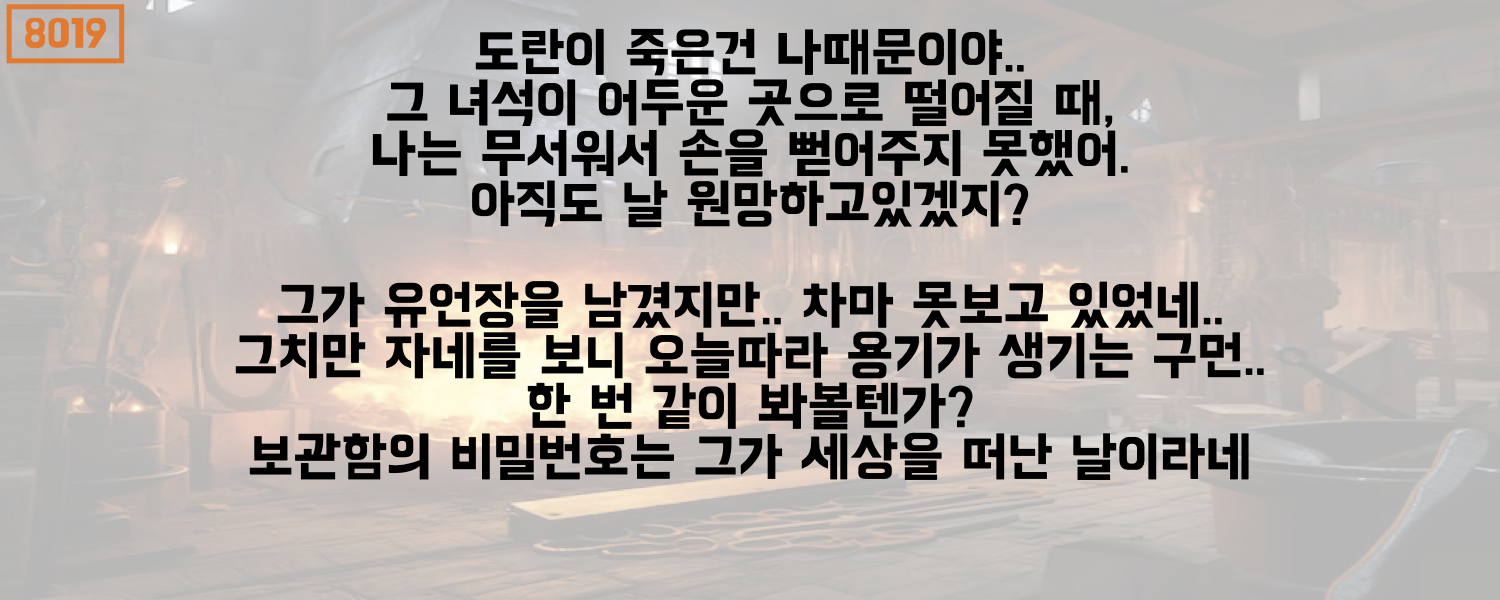 8019
도란이 죽은건 나때문이야..
그 녀석이 어두운 곳으로 떨어질 때,
나는 무서워서 손을 뻗어주지 못했어.
아직도 날 원망하고있겠지?
그가 유언장을 남겼지만.. 차마 못보고 있었네..
그치만 자네를 보니 오늘따라 용기가 생기는 구먼..
한 번 같이 봐볼텐가?
보관함의 비밀번호는 그가 세상을 떠난 날이라네